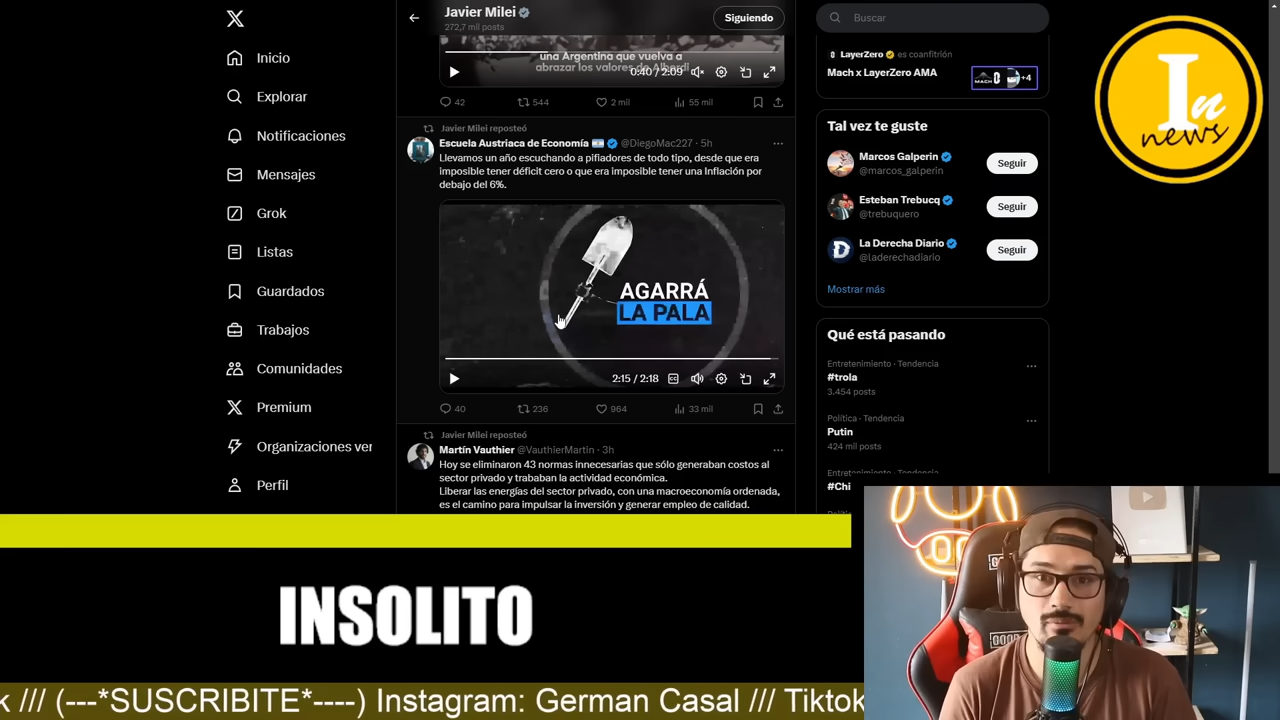 X
Inicio
Explorar
Notificaciones
Mensajes
Grok
Listas
Guardados
Trabajos
Comunidades
Premium
Organizaciones ver
Perfil
Javier Milei
272,7 mil posts
Siguiendo
una Argentina que vuelva a
abrazar los valores de Alberdi
0:40 / 2:09
42 544 2 mil 55 mil
Javier Milei reposteó
Escuela Austriaca de Economía @DiegoMac227 · 5h
Llevamos un año escuchando a pifiadores de todo tipo, desde que era
imposible tener déficit cero o que era imposible tener una Inflación por
debajo del 6%.
AGARRÁ
LA PALA
2:15 / 2:18
40 236 964 33 mil
Javier Milei reposteó
Martín Vauthier @VauthierMartin · 3h
Hoy se eliminaron 43 normas innecesarias que sólo generaban costos al
sector privado y trababan la actividad económica.
Liberar las energías del sector privado, con una macroeconomía ordenada,
es el camino para impulsar la inversión y generar empleo de calidad.
Buscar
LayerZero es coanfitrión
Mach x LayerZero AMA
MACH
+4
Tal vez te guste
Marcos Galperin
@marcos_galperin
Seguir
Esteban Trebucq
@trebuquero
Seguir
La Derecha Diario
@laderechadiario
Seguir
Mostrar más
Qué está pasando
Entretenimiento · Tendencia
#trola
3.454 posts
Política · Tendencia
Putin
424 mil posts
Entretenimiento · Tendencia
#Chi
In
news
INSOLITO
k /// (---*SUSCRIBITE*----) Instagram: German Casal /// Tiktok